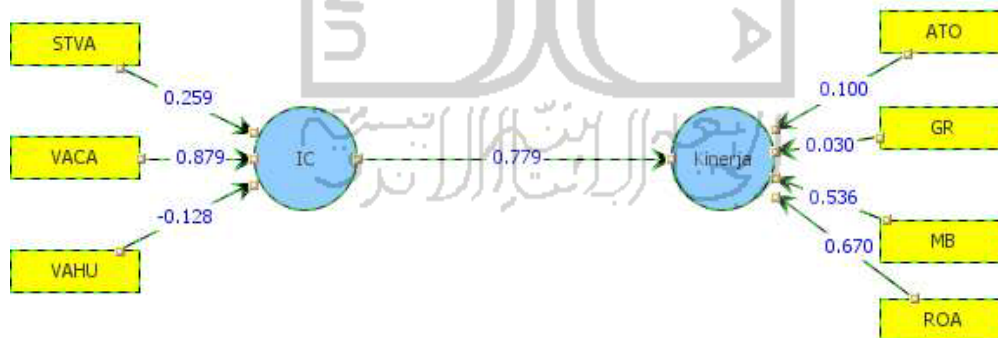 STVA
ATO
0.259
0.100
GR
VACA
0.879
IC
0.779
Kinerja
0.030
-0.128
0.536
VAHU
0.670
MB
ROA